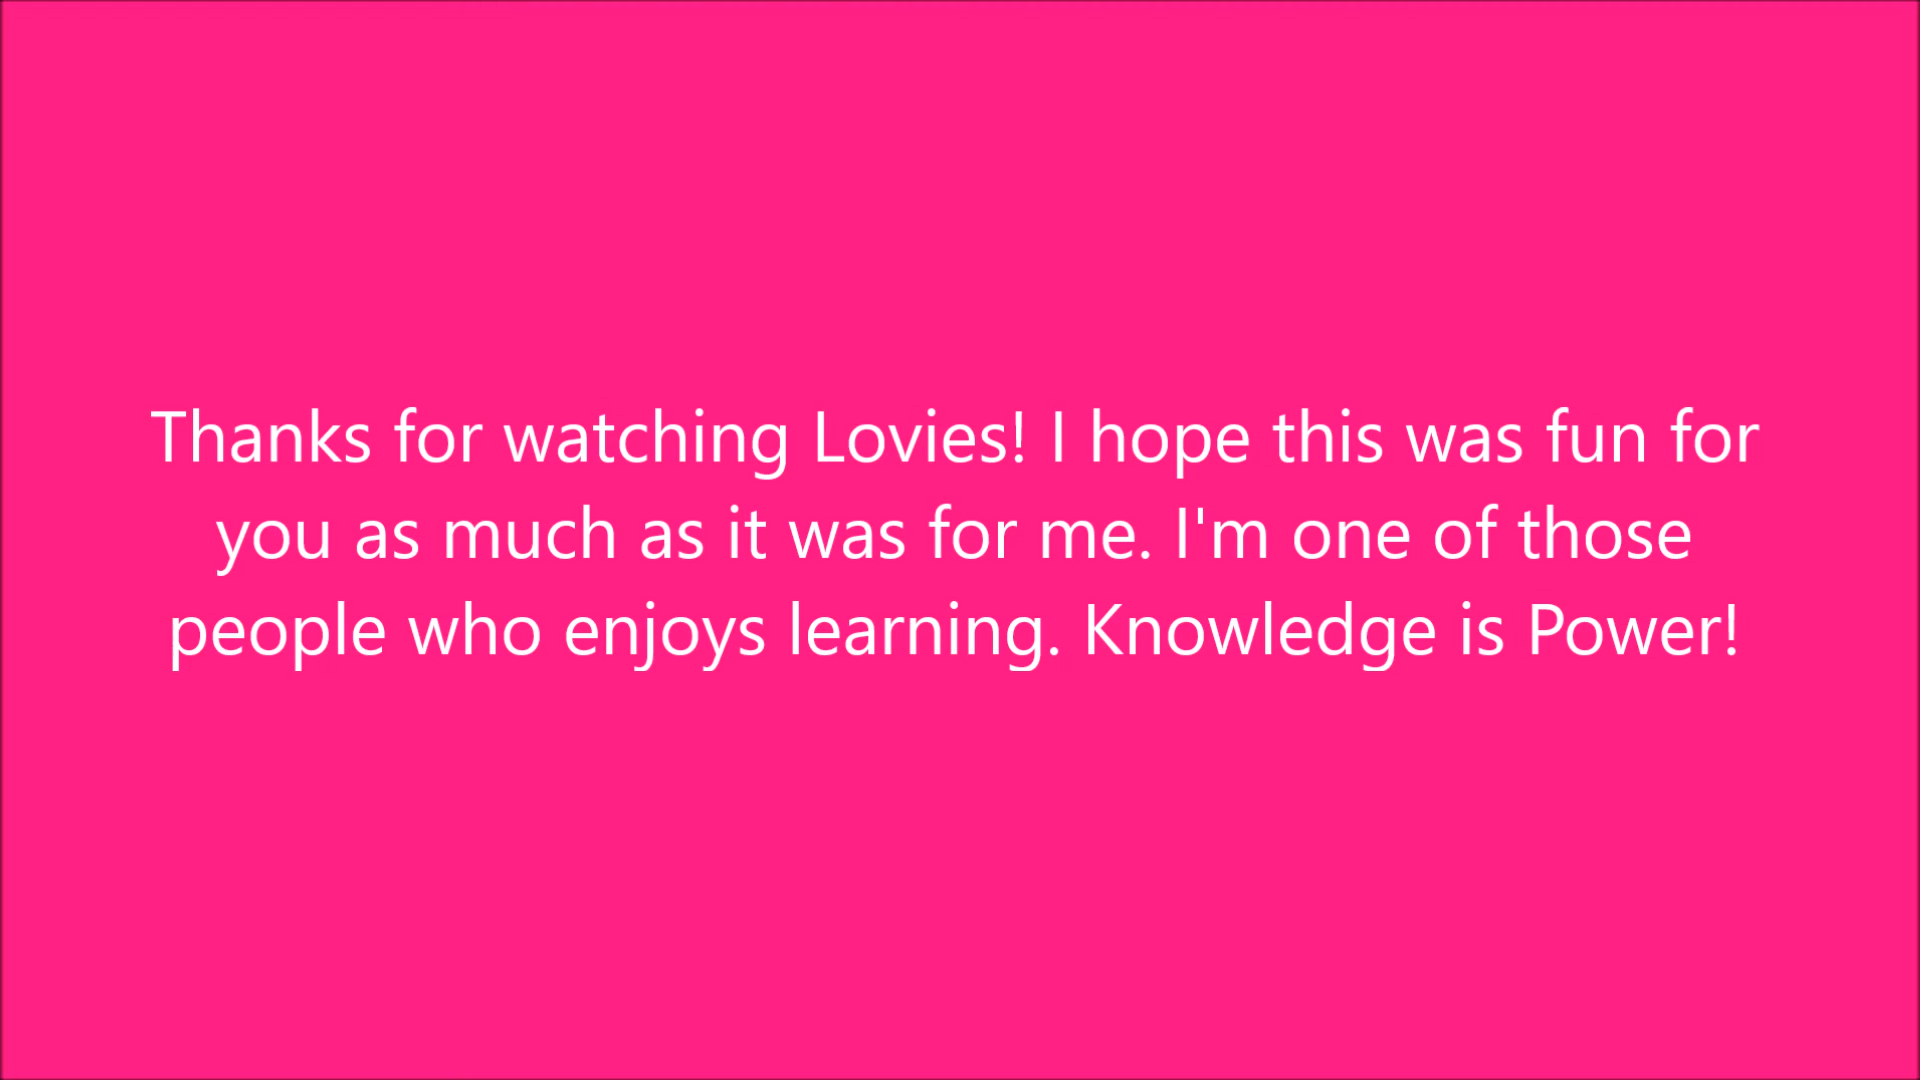 Thanks for watching Lovies! I hope this was fun for
you as much as it was for me. I'm one of those
people who enjoys learning. Knowledge is Power!